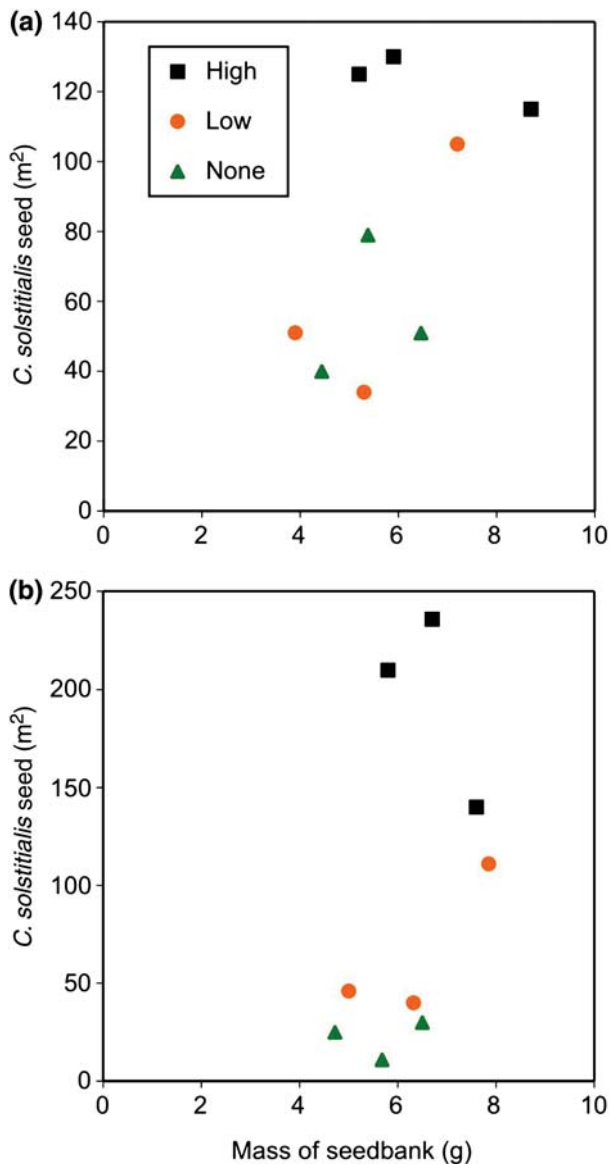 (a)
140
120
100
80
60
40
20
0
C. solstitialis seed (m²)
High
Low
None
0 2 4 6 8 10
(b)
250
200
150
100
50
0
C. solstitialis seed (m²)
0 2 4 6 8 10
Mass of seedbank (g)